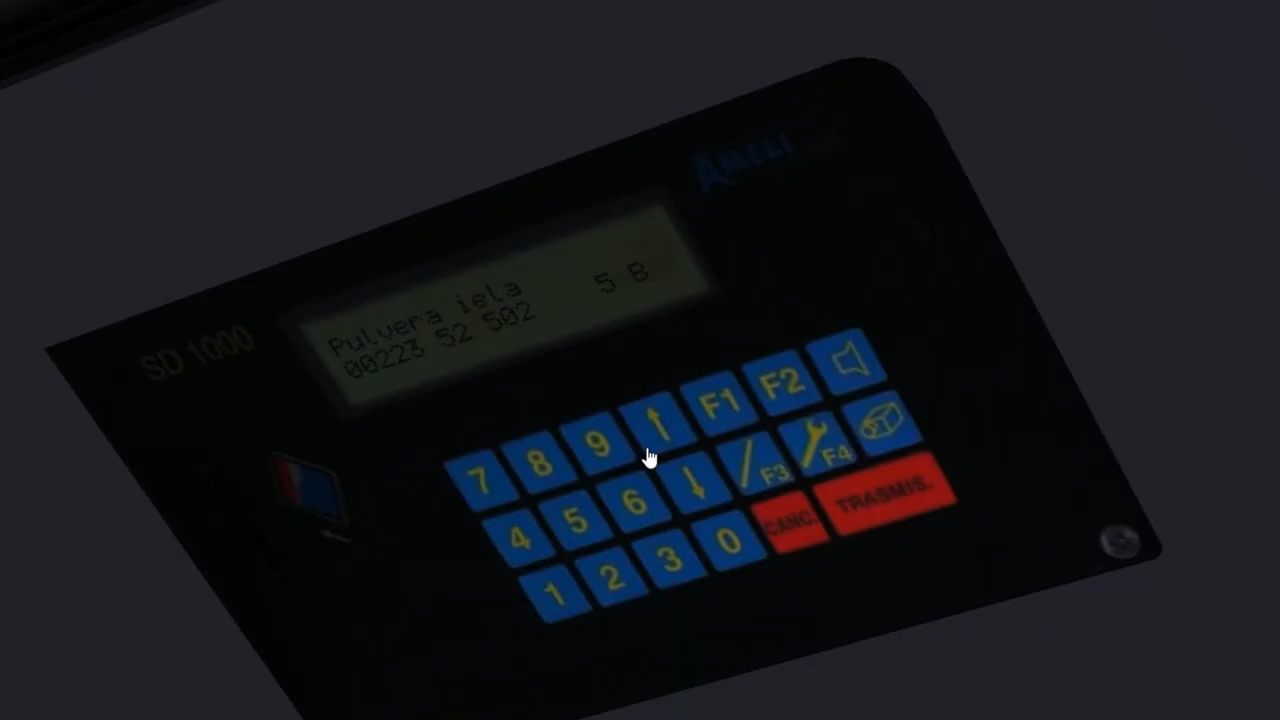 AMELI
SD 1000
Pulvera iela 5 B
00223 52 502
7 8 9 ↑ F1 F2
4 5 6 ↓ / F3 F4
1 2 3 0 CANC. TRASMIS.